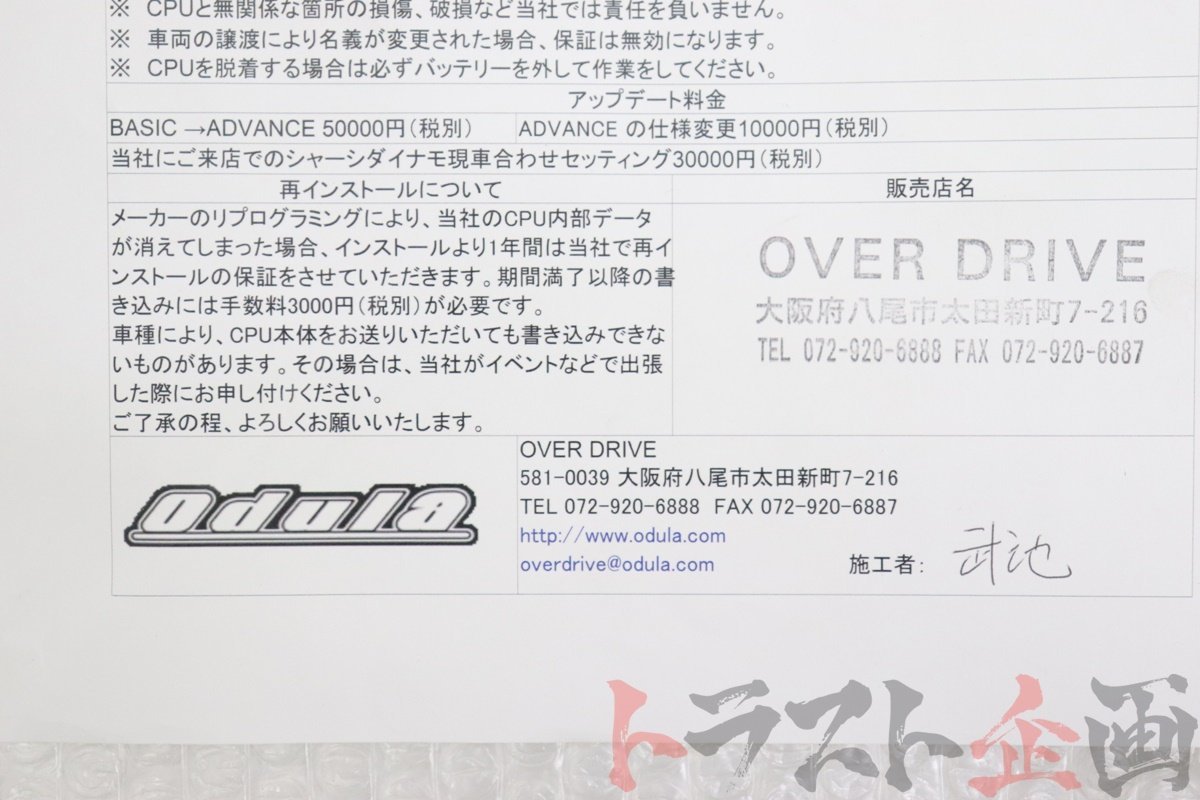 ※ CPUと無関係な箇所の損傷、破損など当社では責任を負いません。
※ 車両の譲渡により名義が変更された場合、保証は無効になります。
※ CPUを脱着する場合は必ずバッテリーを外して作業をしてください。
アップデート料金
BASIC →ADVANCE 50000円（税別） ADVANCE の仕様変更10000円（税別）
当社にご来店でのシャーシダイナモ現車合わせセッティング30000円（税別）
再インストールについて
メーカーのリプログラミングにより、当社のCPU内部データ
が消えてしまった場合、インストールより1年間は当社で再イ
ンストールの保証をさせていただきます。期間満了以降の書
き込みには手数料3000円（税別）が必要です。
車種により、CPU本体をお送りいただいても書き込みできな
いものがあります。その場合は、当社がイベントなどで出張
した際にお申し付けください。
ご了承の程、よろしくお願いいたします。
販売店名
OVER DRIVE
大阪府八尾市太田新町7-216
TEL 072-920-6888 FAX 072-920-6887
Odula
OVER DRIVE
581-0039 大阪府八尾市太田新町7-216
TEL 072-920-6888 FAX 072-920-6887
http://www.odula.com
overdrive@odula.com
施工者: 武池
トラスト企画